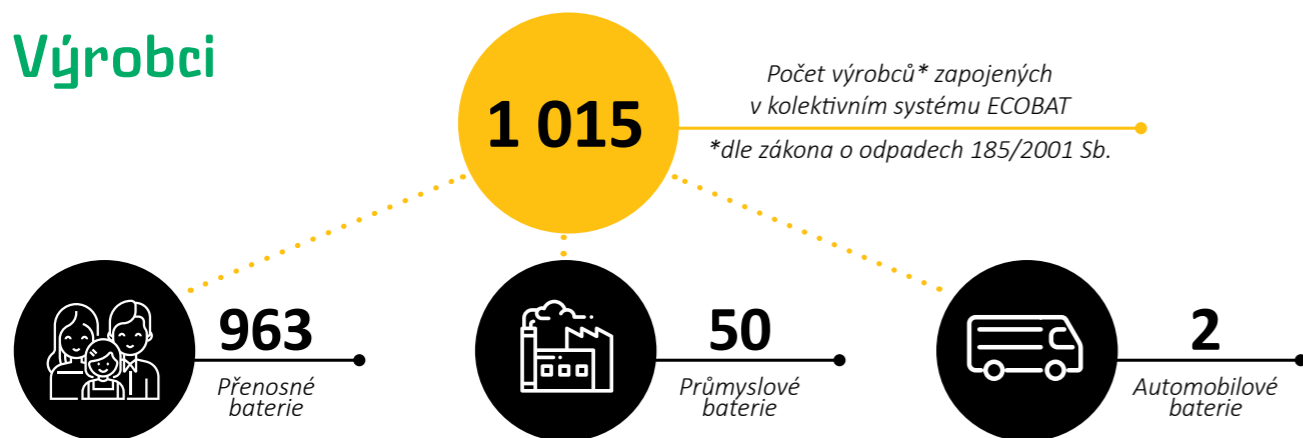 Výrobci
1 015
Počet výrobců* zapojených
v kolektivním systému ECOBAT
*dle zákona o odpadech 185/2001 Sb.
963
Přenosné
baterie
50
Průmyslové
baterie
2
Automobilové
baterie